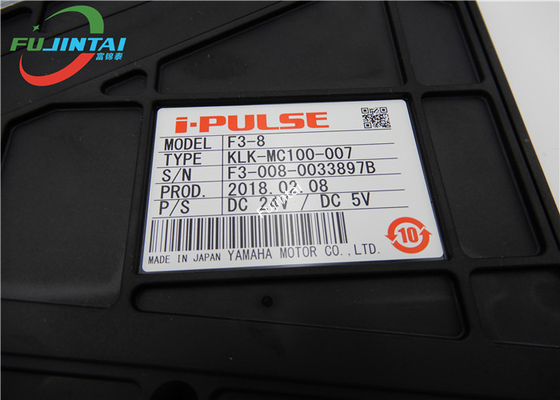 FUJINTAI
富锦泰
i-PULSE
MODEL F3-8
TYPE KLK-MC100-007
S/N F3-008-0033897B
PROD. 2018.02.08
P/S DC 24V / DC 5V
10
MADE IN JAPAN YAMAHA MOTOR CO.,LTD.